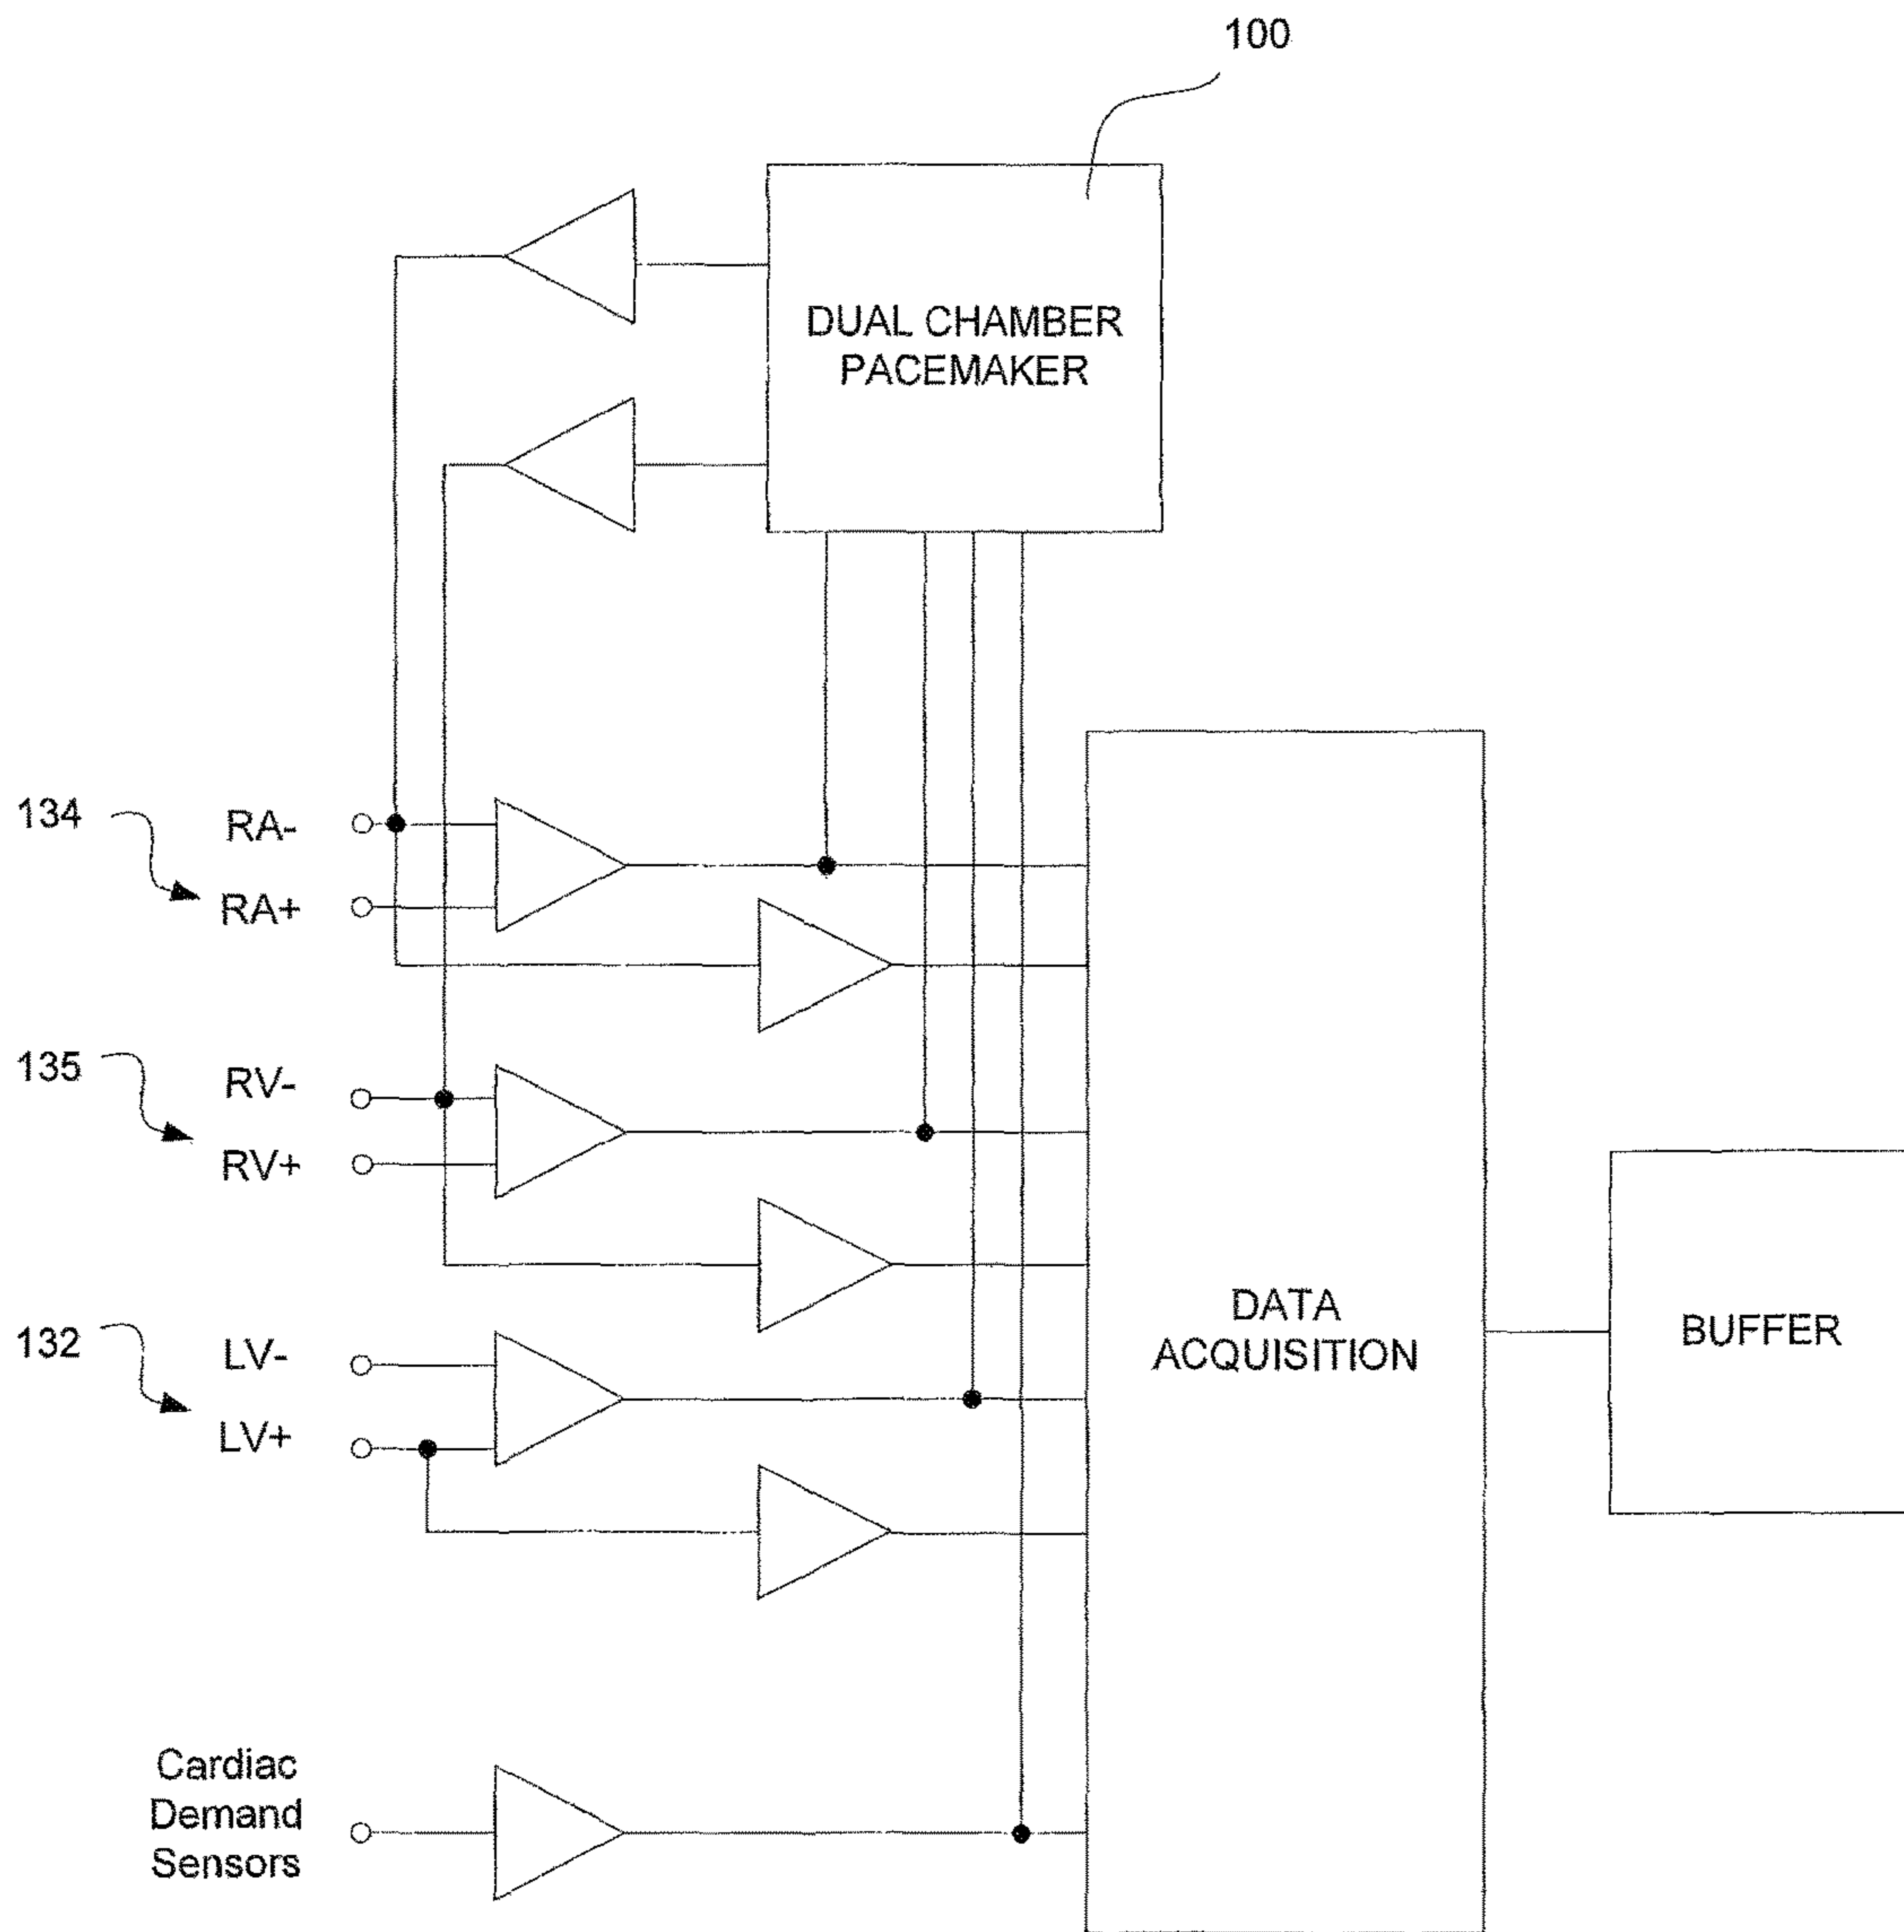 100
DUAL CHAMBER
PACEMAKER
134
RA-
RA+
135
RV-
RV+
132
LV-
LV+
DATA
ACQUISITION
BUFFER
Cardiac
Demand
Sensors